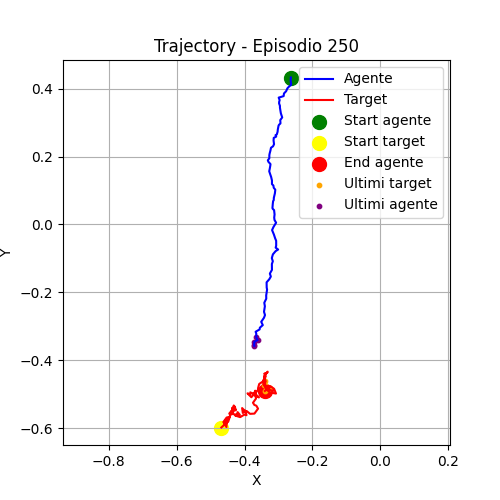 Trajectory - Episodio 250
Agente
Target
Start agente
Start target
End agente
Ultimi target
Ultimi agente
Y
0.4
0.2
0.0
−0.2
−0.4
−0.6
−0.8
−0.6
−0.4
−0.2
0.0
0.2
X